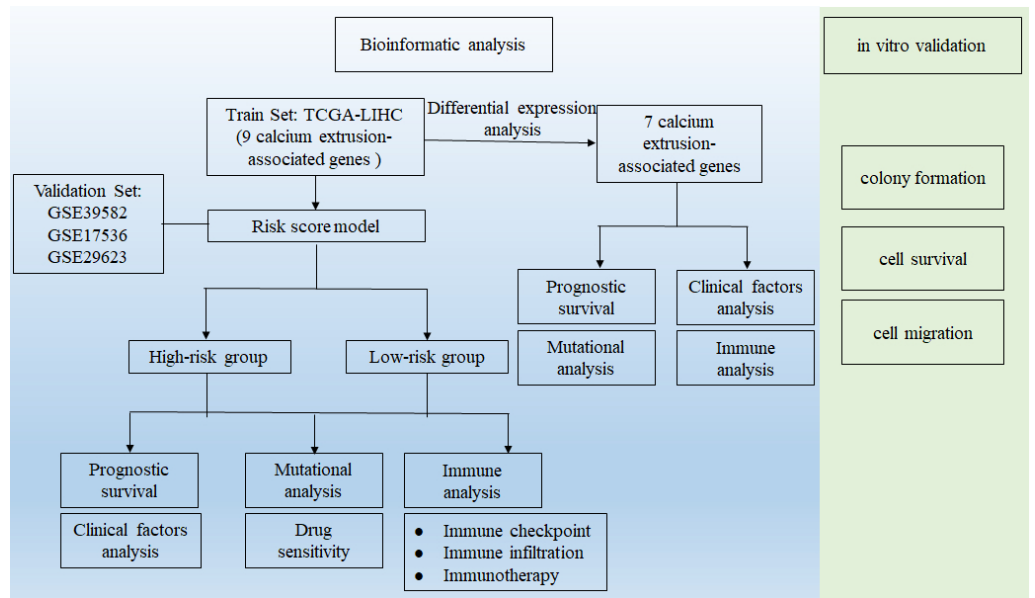 Bioinformatic analysis
in vitro validation
Train Set: TCGA-LIHC
(9 calcium extrusion-
associated genes )
Differential expression
analysis
7 calcium
extrusion-
associated genes
Validation Set:
GSE39582
GSE17536
GSE29623
Risk score model
colony formation
cell survival
cell migration
Prognostic
survival
Clinical factors
analysis
Mutational
analysis
Immune
analysis
High-risk group
Low-risk group
Prognostic
survival
Mutational
analysis
Immune
analysis
Clinical factors
analysis
Drug
sensitivity
● Immune checkpoint
● Immune infiltration
● Immunotherapy